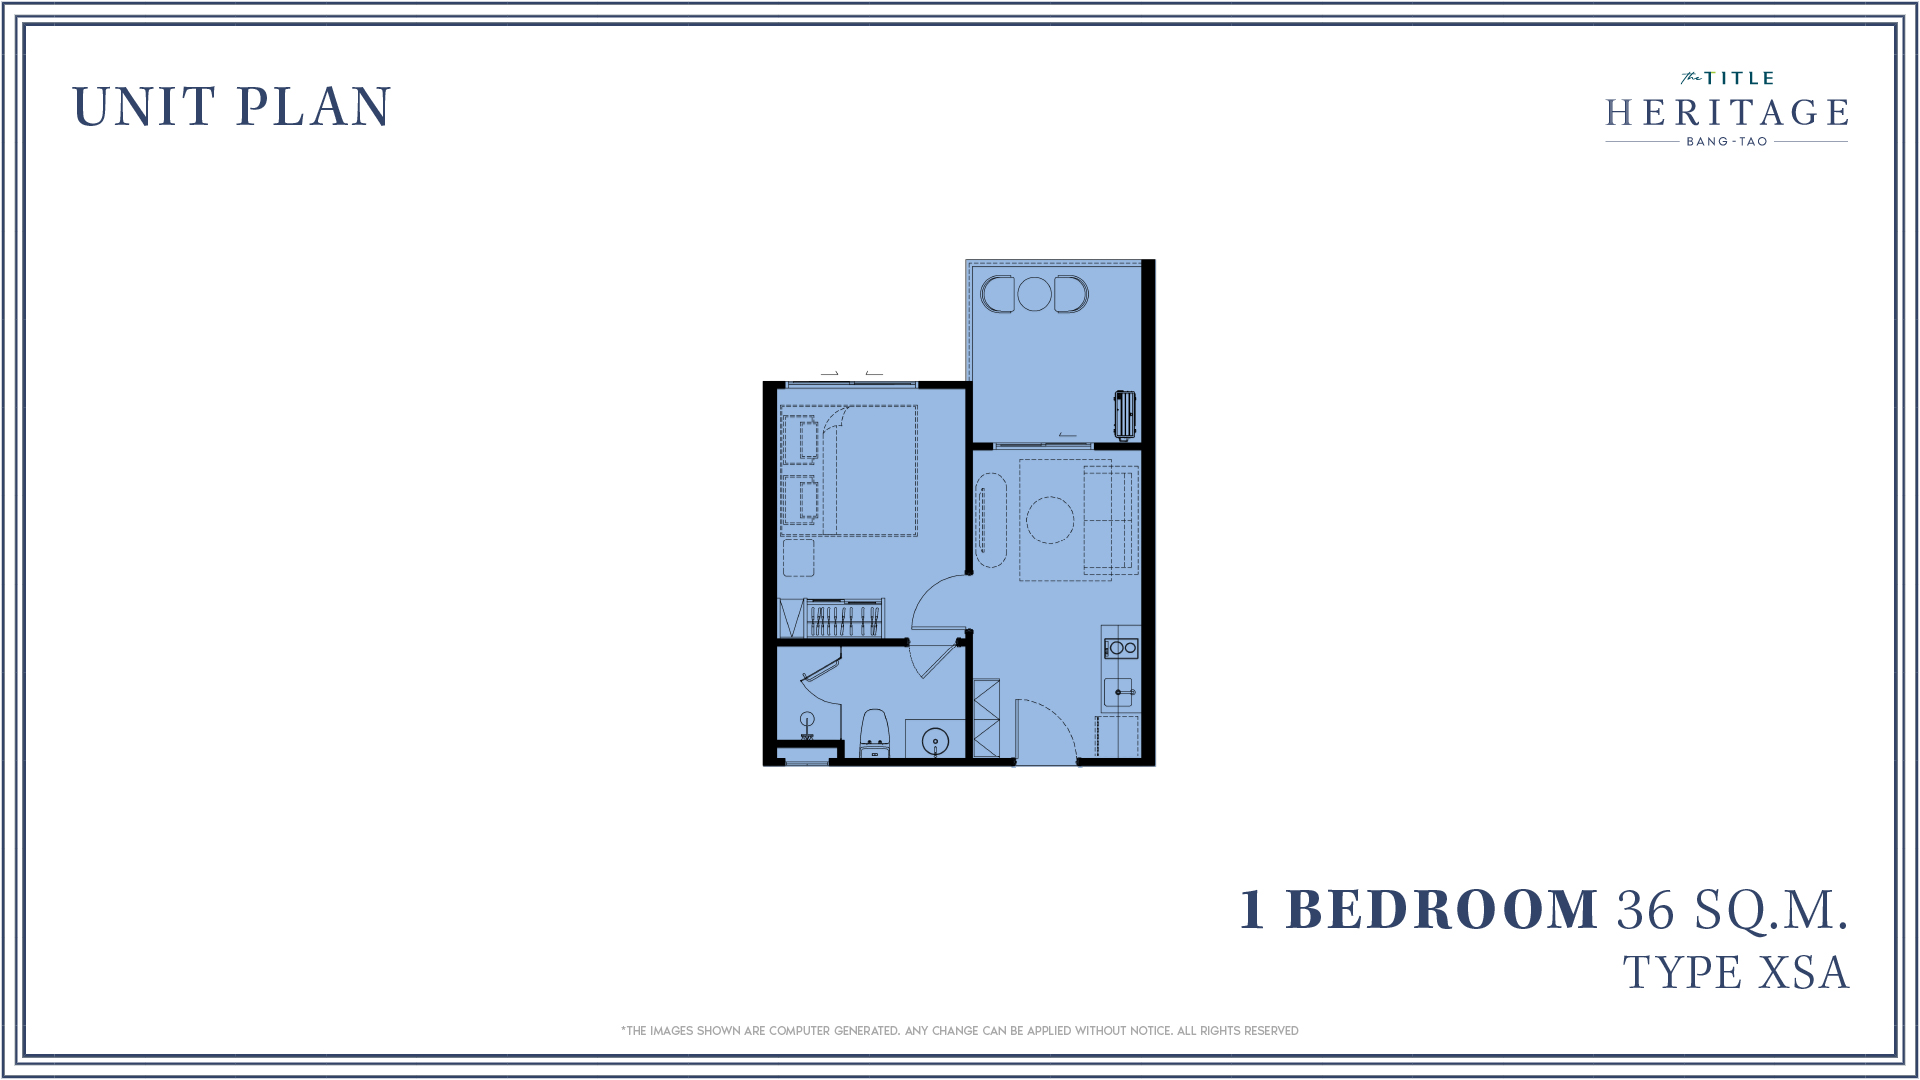 UNIT PLAN
the TITLE
HERITAGE
BANG-TAO
1 BEDROOM 36 SQ.M.
TYPE XSA
*THE IMAGES SHOWN ARE COMPUTER GENERATED. ANY CHANGE CAN BE APPLIED WITHOUT NOTICE. ALL RIGHTS RESERVED